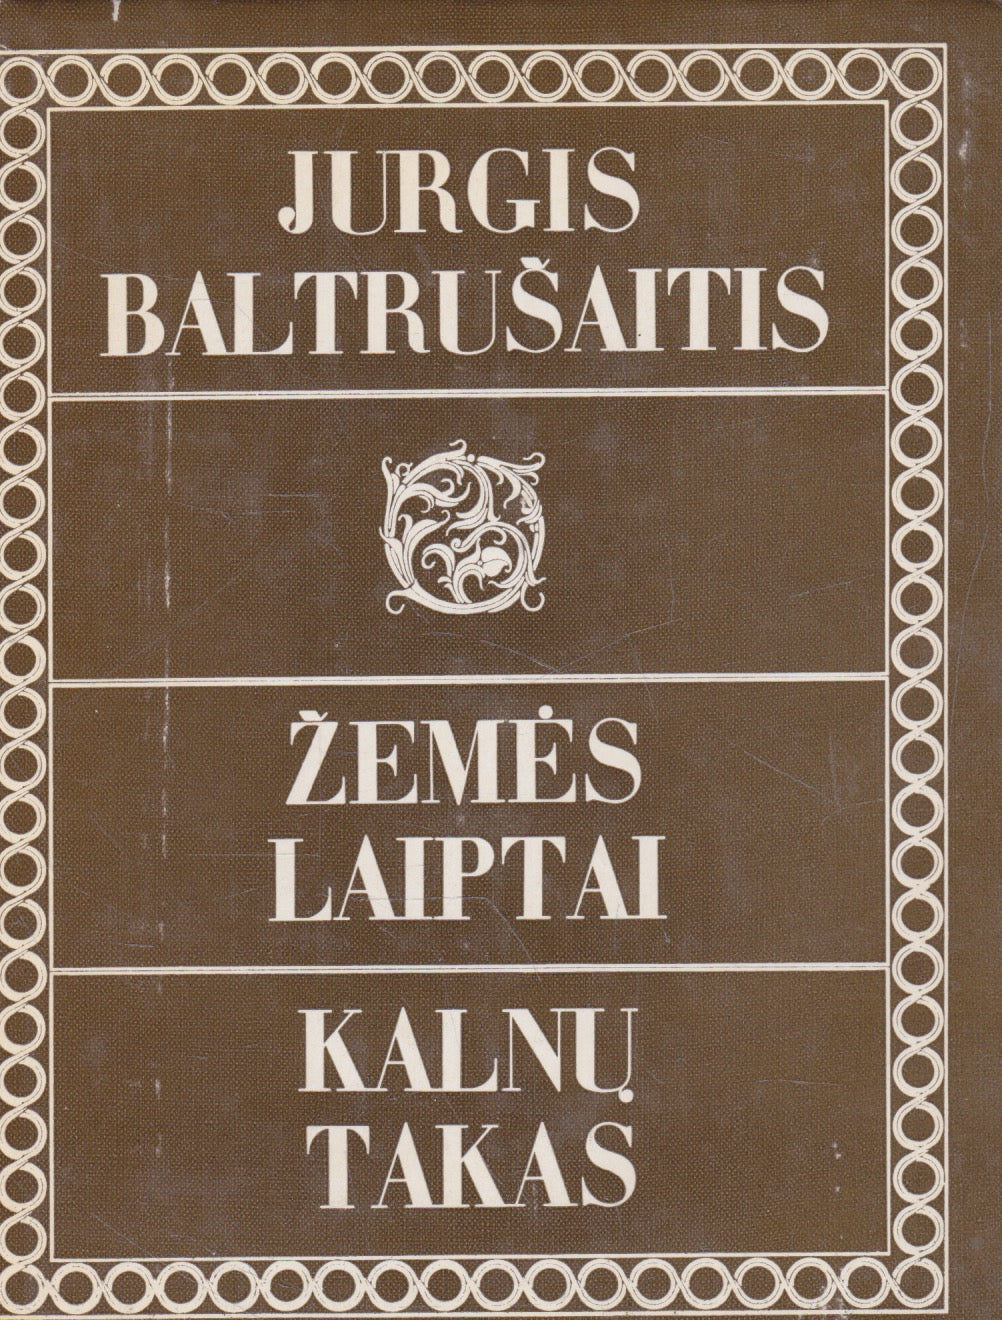 JURGIS
BALTRUŠAITIS
ŽEMĖS
LAIPTAI
KALNŲ
TAKAS